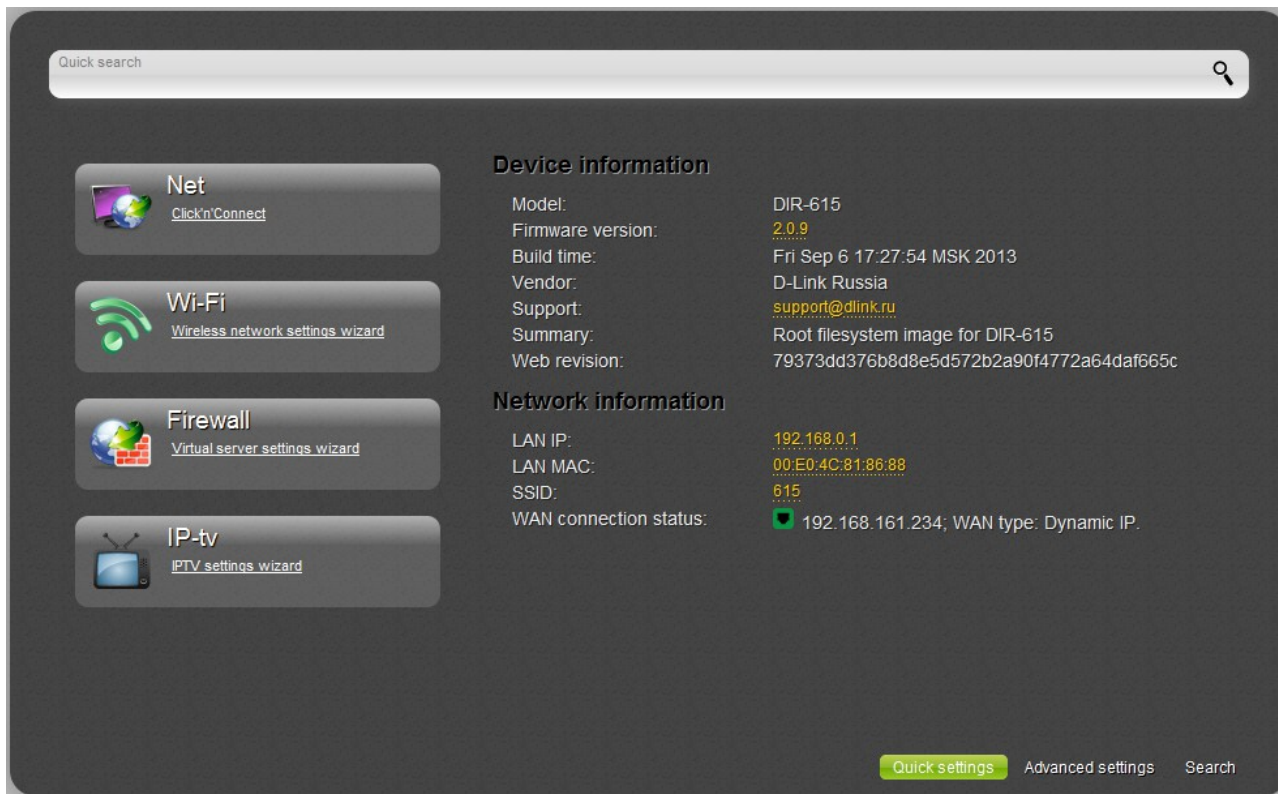 Quick search
Net
Click'n'Connect
Wi-Fi
Wireless network settings wizard
Firewall
Virtual server settings wizard
IP-tv
IPTV settings wizard
Device information
Model: DIR-615
Firmware version: 2.0.9
Build time: Fri Sep 6 17:27:54 MSK 2013
Vendor: D-Link Russia
Support: support@dlink.ru
Summary: Root filesystem image for DIR-615
Web revision: 79373dd376b8d8e5d572b2a90f4772a64daf665c
Network information
LAN IP: 192.168.0.1
LAN MAC: 00:E0:4C:81:86:88
SSID: 615
WAN connection status: 192.168.161.234; WAN type: Dynamic IP.
Quick settings Advanced settings Search